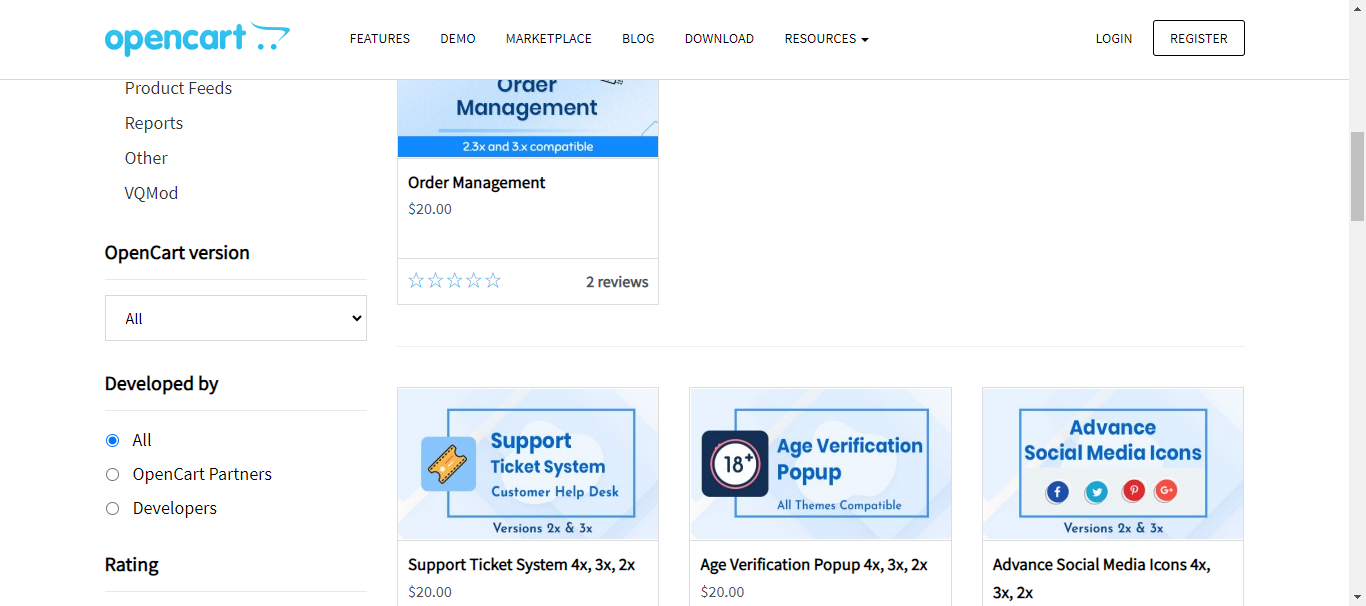 opencart
FEATURES
DEMO
MARKETPLACE
BLOG
DOWNLOAD
RESOURCES
LOGIN
REGISTER
Product Feeds
Reports
Other
VQMod
OpenCart version
All
Developed by
All
OpenCart Partners
Developers
Rating
Order
Management
2.3x and 3.x compatible
Order Management
$20.00
2 reviews
Support
Ticket System
Customer Help Desk
Versions 2x & 3x
Support Ticket System 4x, 3x, 2x
$20.00
18+
Age Verification
Popup
All Themes Compatible
Age Verification Popup 4x, 3x, 2x
$20.00
Advance
Social Media Icons
G+
Versions 2x & 3x
Advance Social Media Icons 4x,
3x, 2x